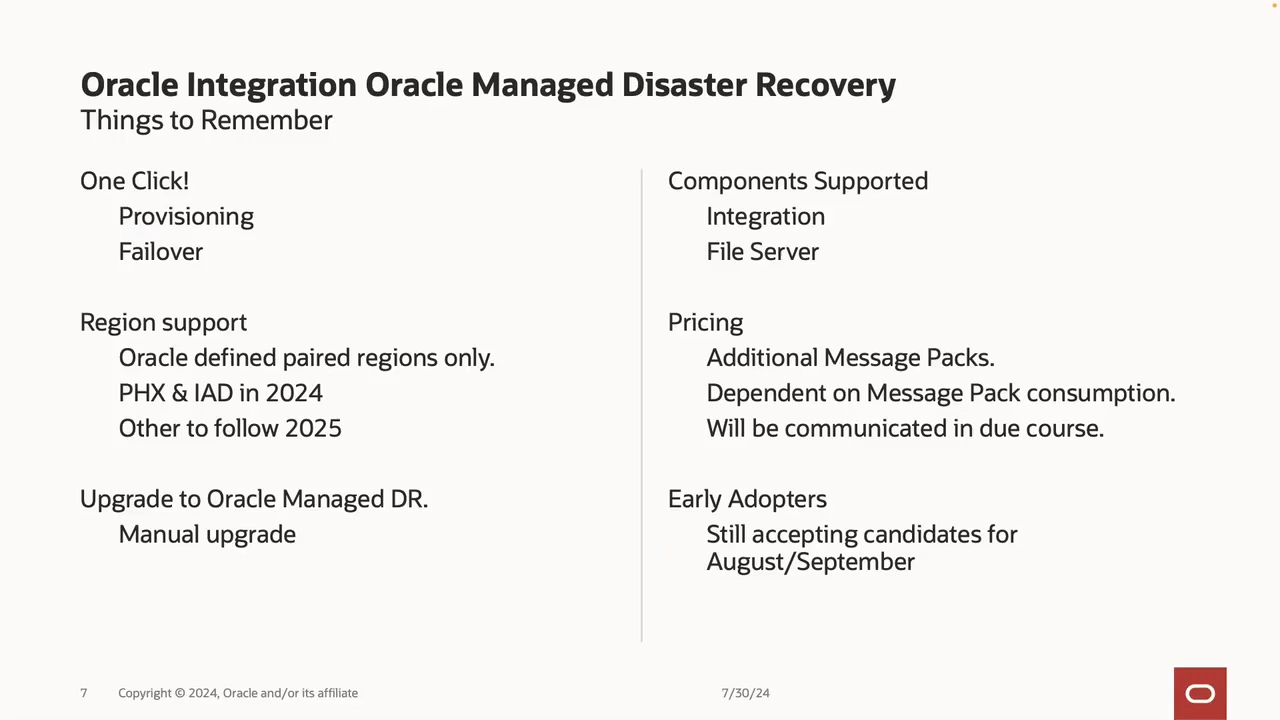 Oracle Integration Oracle Managed Disaster Recovery
Things to Remember
One Click!
Provisioning
Failover
Region support
Oracle defined paired regions only.
PHX & IAD in 2024
Other to follow 2025
Upgrade to Oracle Managed DR.
Manual upgrade
Components Supported
Integration
File Server
Pricing
Additional Message Packs.
Dependent on Message Pack consumption.
Will be communicated in due course.
Early Adopters
Still accepting candidates for
August/September
7
Copyright © 2024, Oracle and/or its affiliate
7/30/24